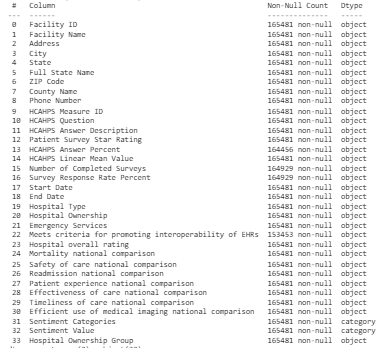 # Column Non-Null Count Dtype
--- ------ -------------- -----
0 Facility ID 165481 non-null object
1 Facility Name 165481 non-null object
2 Address 165481 non-null object
3 City 165481 non-null object
4 State 165481 non-null object
5 Full State Name 165481 non-null object
6 ZIP Code 165481 non-null object
7 County Name 165481 non-null object
8 Phone Number 165481 non-null object
9 HCAHPS Measure ID 165481 non-null object
10 HCAHPS Question 165481 non-null object
11 HCAHPS Answer Description 165481 non-null object
12 Patient Survey Star Rating 165481 non-null object
13 HCAHPS Answer Percent 164456 non-null object
14 HCAHPS Linear Mean Value 165481 non-null object
15 Number of Completed Surveys 164929 non-null object
16 Survey Response Rate Percent 164929 non-null object
17 Start Date 165481 non-null object
18 End Date 165481 non-null object
19 Hospital Type 165481 non-null object
20 Hospital Ownership 165481 non-null object
21 Emergency Services 165481 non-null object
22 Meets criteria for promoting interoperability of EHRs 153453 non-null object
23 Hospital overall rating 165481 non-null object
24 Mortality national comparison 165481 non-null object
25 Safety of care national comparison 165481 non-null object
26 Readmission national comparison 165481 non-null object
27 Patient experience national comparison 165481 non-null object
28 Effectiveness of care national comparison 165481 non-null object
29 Timeliness of care national comparison 165481 non-null object
30 Efficient use of medical imaging national comparison 165481 non-null object
31 Sentiment Categories 165481 non-null category
32 Sentiment Value 165481 non-null category
33 Hospital Ownership Group 165481 non-null object